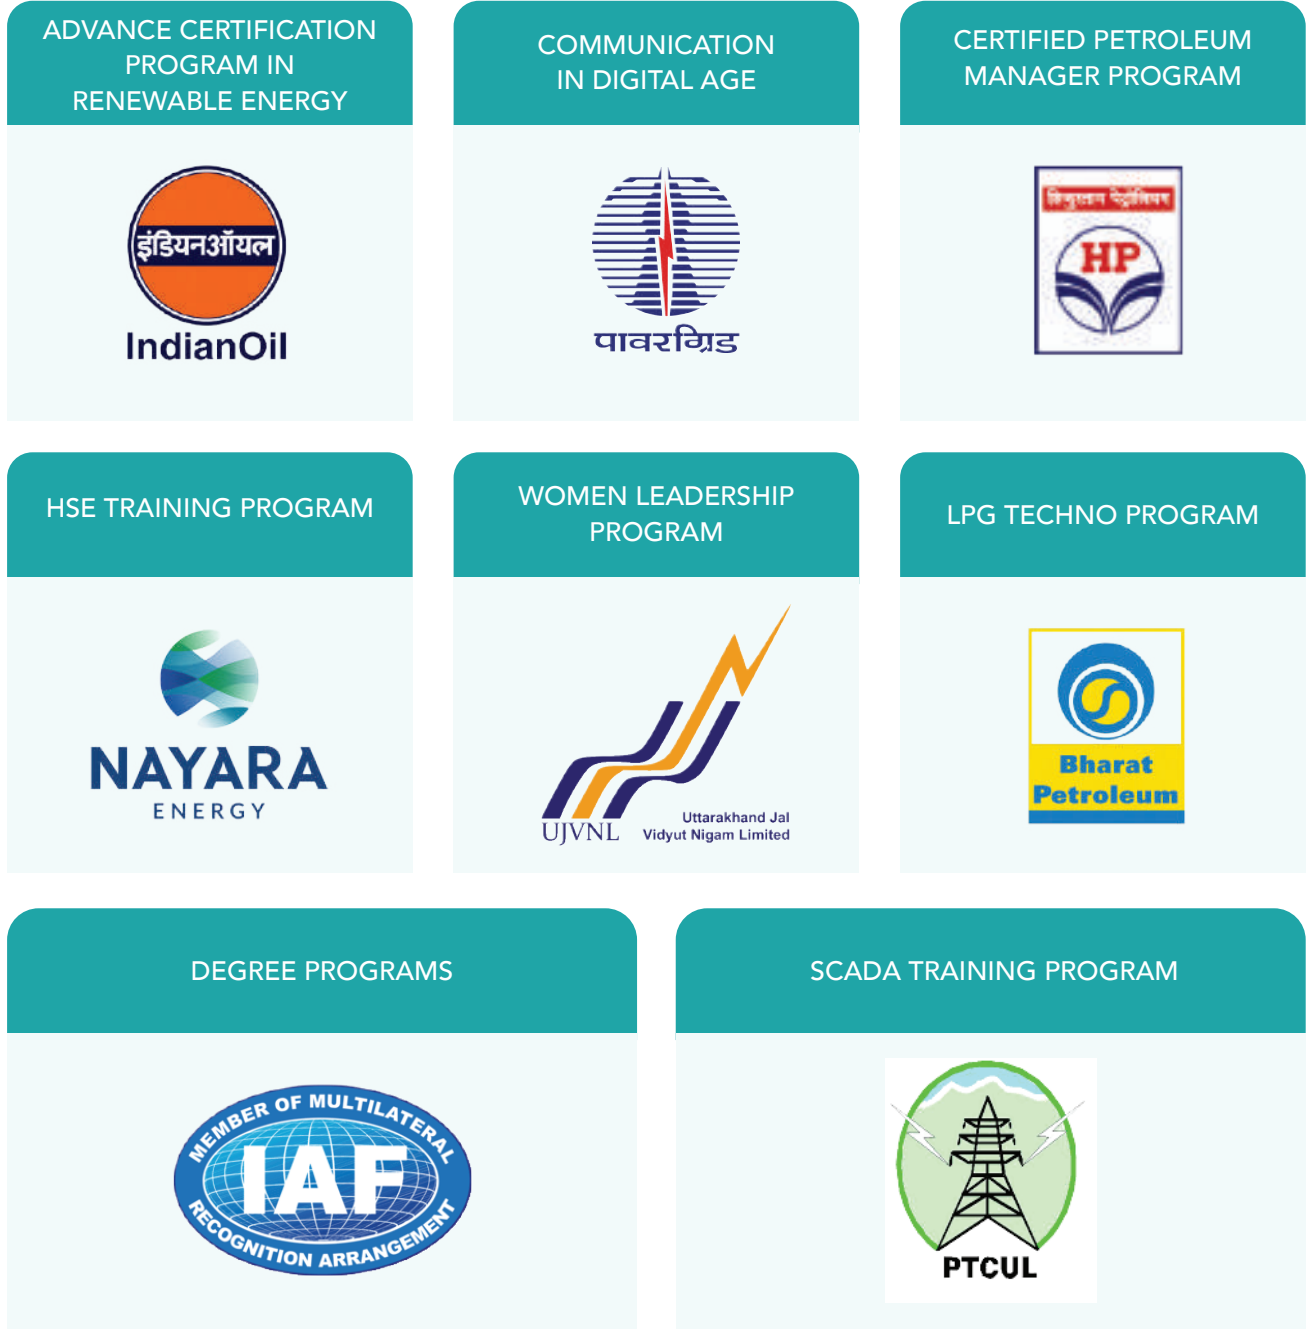 ADVANCE CERTIFICATION
PROGRAM IN
RENEWABLE ENERGY
इंडियनऑयल
IndianOil
COMMUNICATION
IN DIGITAL AGE
पावरग्रिड
CERTIFIED PETROLEUM
MANAGER PROGRAM
हिन्दुस्तान पेट्रोलियम
HP
HSE TRAINING PROGRAM
NAYARA
ENERGY
WOMEN LEADERSHIP
PROGRAM
UJVNL
Uttarakhand Jal
Vidyut Nigam Limited
LPG TECHNO PROGRAM
Bharat
Petroleum
DEGREE PROGRAMS
MEMBER OF MULTILATERAL
IAF
RECOGNITION ARRANGEMENT
SCADA TRAINING PROGRAM
PTCUL